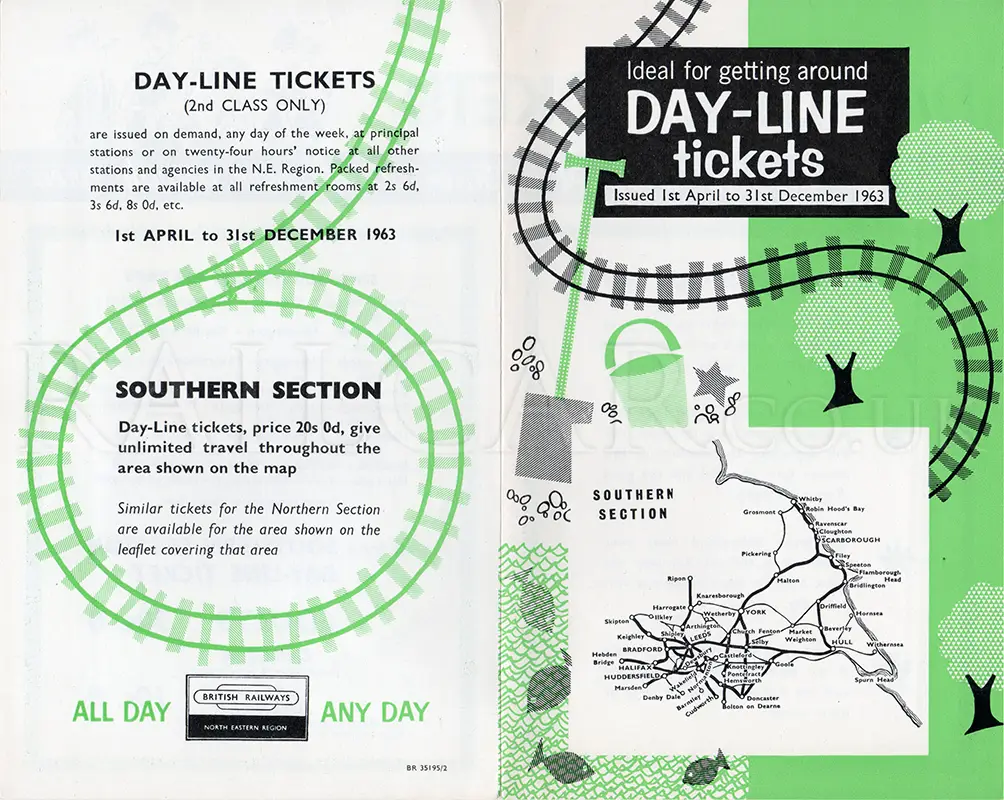 DAY-LINE TICKETS
(2nd CLASS ONLY)
are issued on demand, any day of the week, at principal
stations or on twenty-four hours' notice at all other
stations and agencies in the N.E. Region. Packed refresh-
ments are available at all refreshment rooms at 2s 6d,
3s 6d, 8s 0d, etc.
1st APRIL to 31st DECEMBER 1963
SOUTHERN SECTION
Day-Line tickets, price 20s 0d, give
unlimited travel throughout the
area shown on the map
Similar tickets for the Northern Section
are available for the area shown on the
leaflet covering that area
ALL DAY
BRITISH RAILWAYS
NORTH EASTERN REGION
ANY DAY
BR 35195/2
Ideal for getting around
DAY-LINE
tickets
Issued 1st April to 31st December 1963
SOUTHERN
SECTION
Whitby
Robin Hood's Bay
Grosmont
Ravenscar
Cloughton
SCARBOROUGH
Pickering
Filey
Speeton
Flamborough
Head
Malton
Bridlington
Ripon
Knaresborough
Harrogate
Wetherby
YORK
Driffield
Hornsea
Skipton
Ilkley
Arthington
Keighley
Shipley
LEEDS
Church Fenton
Market
Weighton
Beverley
Selby
HULL
Withernsea
BRADFORD
Dewsbury
Castleford
Hebden
Bridge
HALIFAX
Knottingley
Goole
Pontefract
HUDDERSFIELD
Wakefield
Normanton
Hemsworth
Spurn Head
Marsden
Denby Dale
Barnsley
Cudworth
Doncaster
Bolton on Dearne
RAILCAR.co.uk